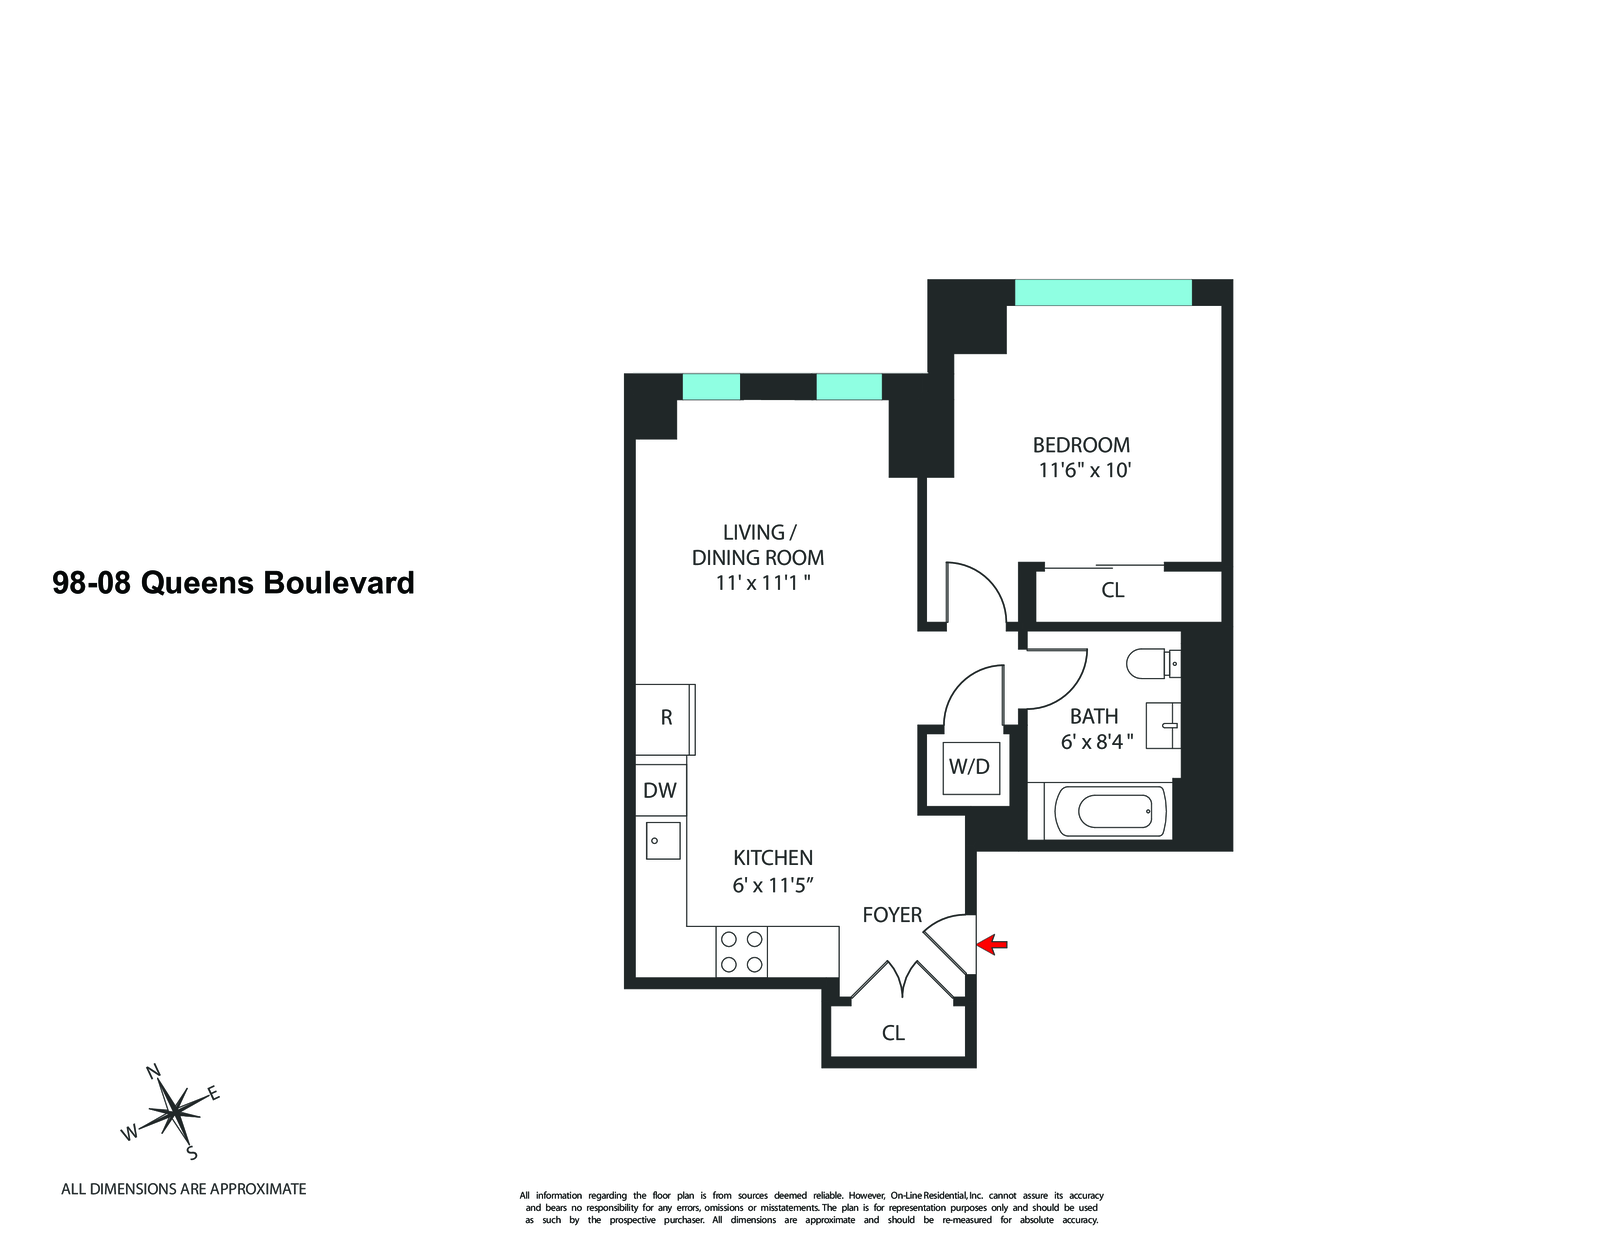 BEDROOM
11'6" x 10'
LIVING /
DINING ROOM
11' x 11'1 "
98-08 Queens Boulevard
CL
R
BATH
6' x 8'4 "
W/D
DW
KITCHEN
6' x 11'5”
FOYER
CL
N
E
W
S
ALL DIMENSIONS ARE APPROXIMATE
All information regarding the floor plan is from sources deemed reliable. However, On-Line Residential, Inc. cannot assure its accuracy
and bears no responsibility for any errors, omissions or misstatements. The plan is for representation purposes only and should be used
as such by the prospective purchaser. All dimensions are approximate and should be re-measured for absolute accuracy.